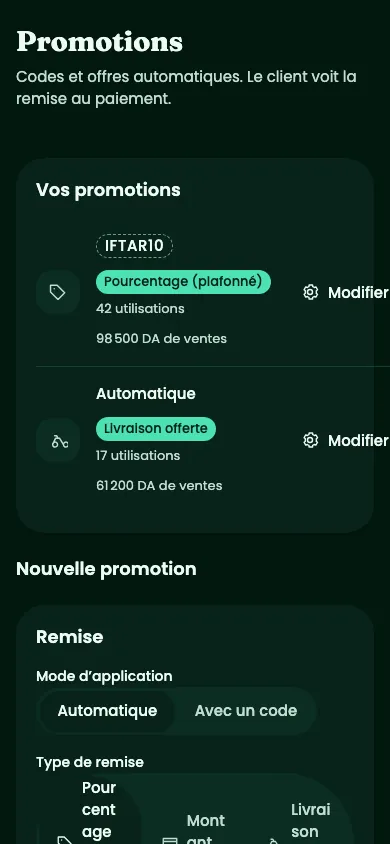 Promotions
Codes et offres automatiques. Le client voit la
remise au paiement.
Vos promotions
IFTAR10
Pourcentage (plafonné)
42 utilisations
98 500 DA de ventes
Modifier
Automatique
Livraison offerte
17 utilisations
61 200 DA de ventes
Modifier
Nouvelle promotion
Remise
Mode d’application
Automatique
Avec un code
Type de remise
Pour
cent
age
Mont
ant
Livrai
son